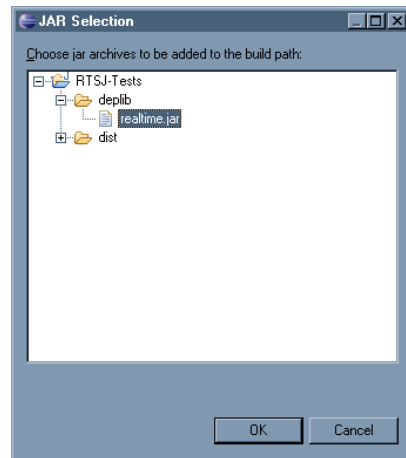 JAR Selection
Choose jar archives to be added to the build path:
RTSJ-Tests
deplib
realtime.jar
dist
OK Cancel